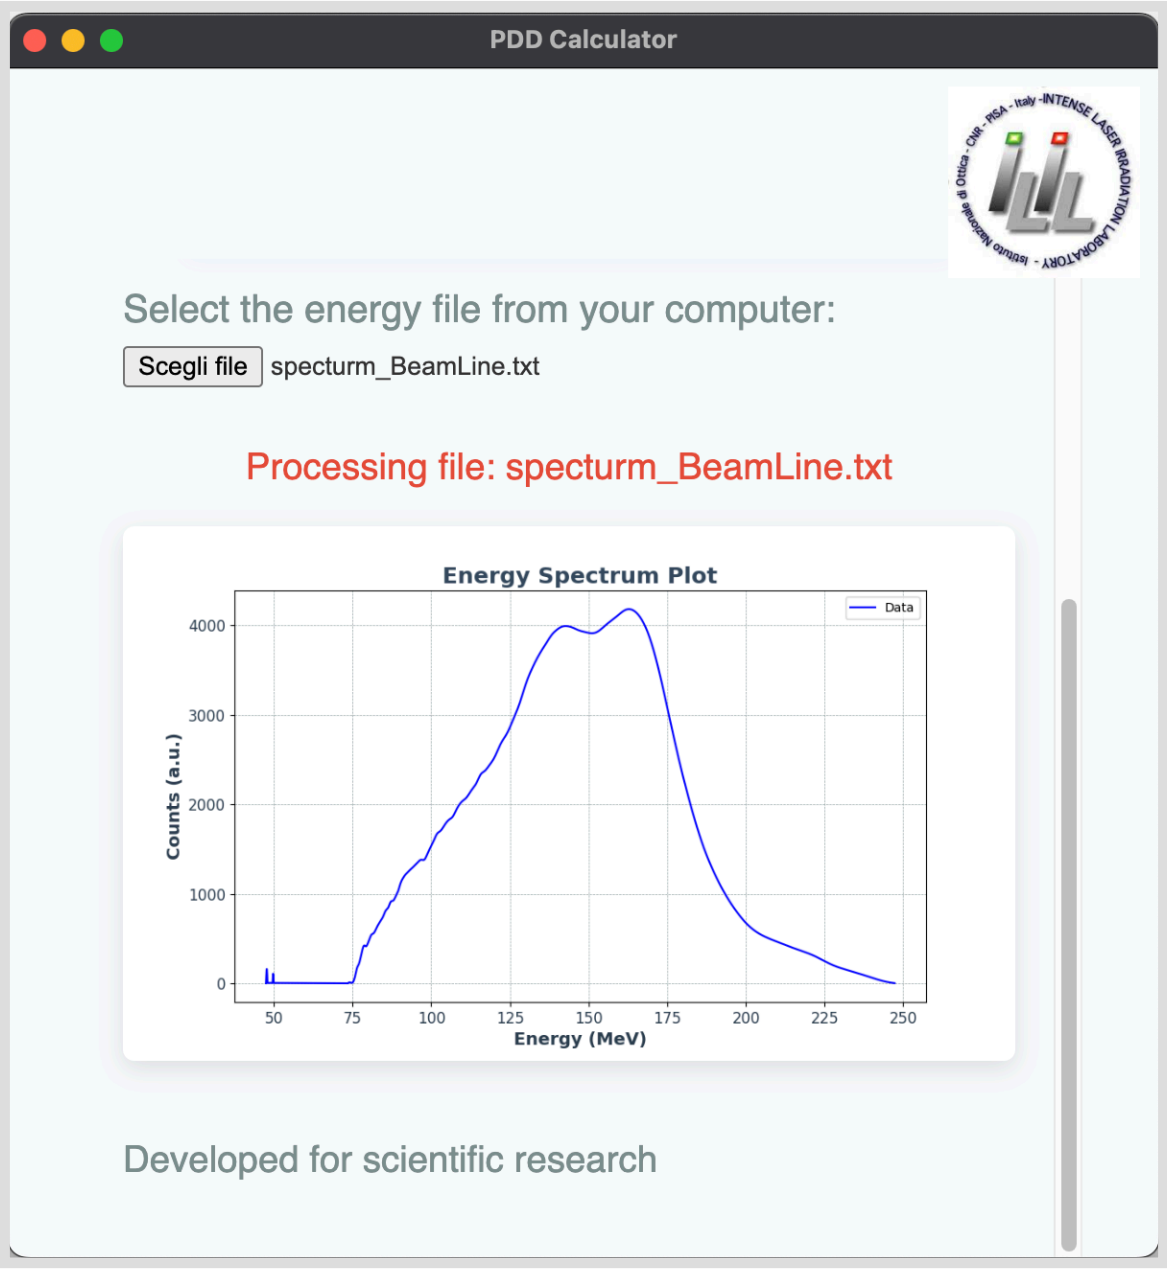 PDD Calculator
Istituto Nazionale di Ottica - CNR - PISA - Italy -INTENSE LASER IRRADIATION LABORATORY -
iLiL
Select the energy file from your computer:
Scegli file specturm_BeamLine.txt
Processing file: specturm_BeamLine.txt
Energy Spectrum Plot
Data
4000
3000
2000
1000
0
Counts (a.u.)
50 75 100 125 150 175 200 225 250
Energy (MeV)
Developed for scientific research